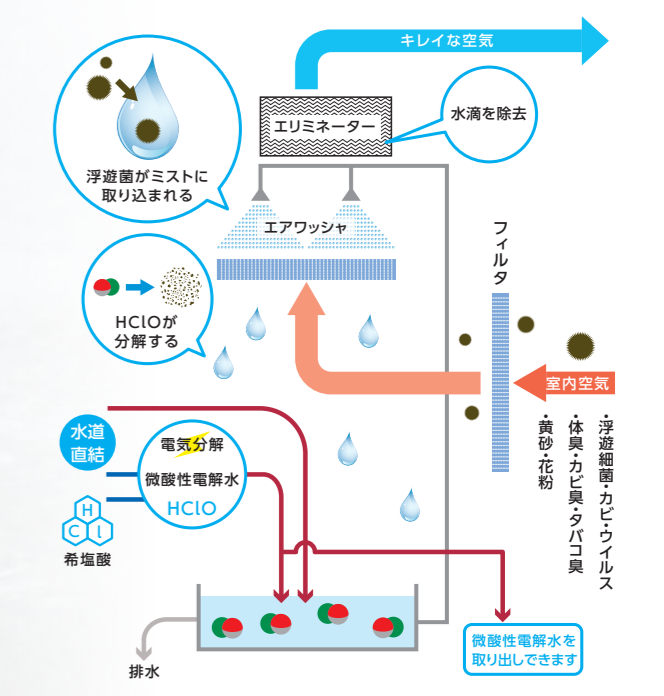 キレイな空気
エリミネーター
水滴を除去
浮遊菌がミストに
取り込まれる
エアワッシャ
フィルタ
HClOが
分解する
室内空気
・浮遊細菌・カビ・ウイルス
・体臭・カビ臭・タバコ臭
・黄砂・花粉
水道
直結
電気分解
微酸性電解水
HClO
H
C
l
希塩酸
排水
微酸性電解水を
取り出しできます